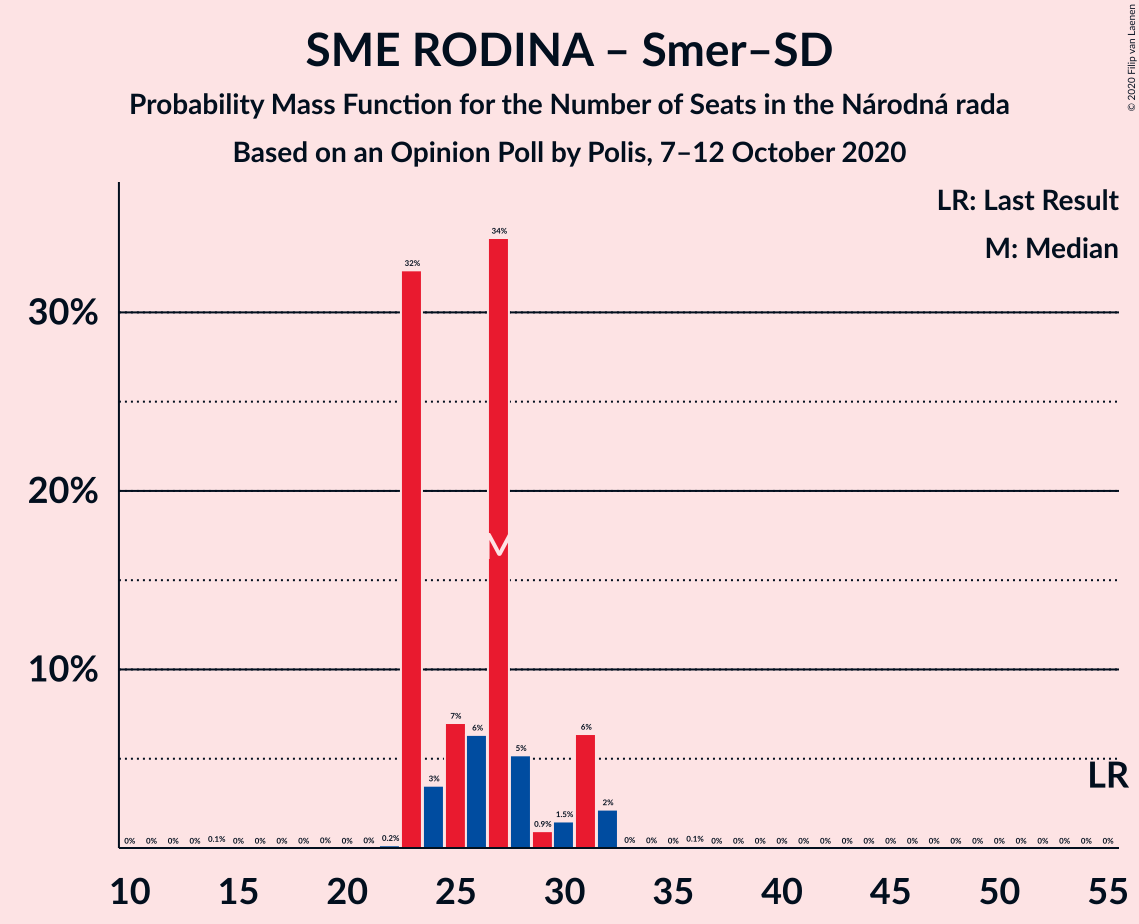 SME RODINA – Smer–SD
Probability Mass Function for the Number of Seats in the Národná rada
Based on an Opinion Poll by Polis, 7–12 October 2020
© 2020 Filip van Laenen
LR: Last Result
M: Median
30%
20%
10%
0% 0% 0% 0% 0.1% 0% 0% 0% 0% 0% 0% 0% 0.2% 32% 3% 7% 6% 34% 5% 0.9% 1.5% 6% 2% 0% 0% 0% 0.1% 0% 0% 0% 0% 0% 0% 0% 0% 0% 0% 0% 0% 0% 0% 0% 0% 0% 0% 0%
M
LR
10 15 20 25 30 35 40 45 50 55